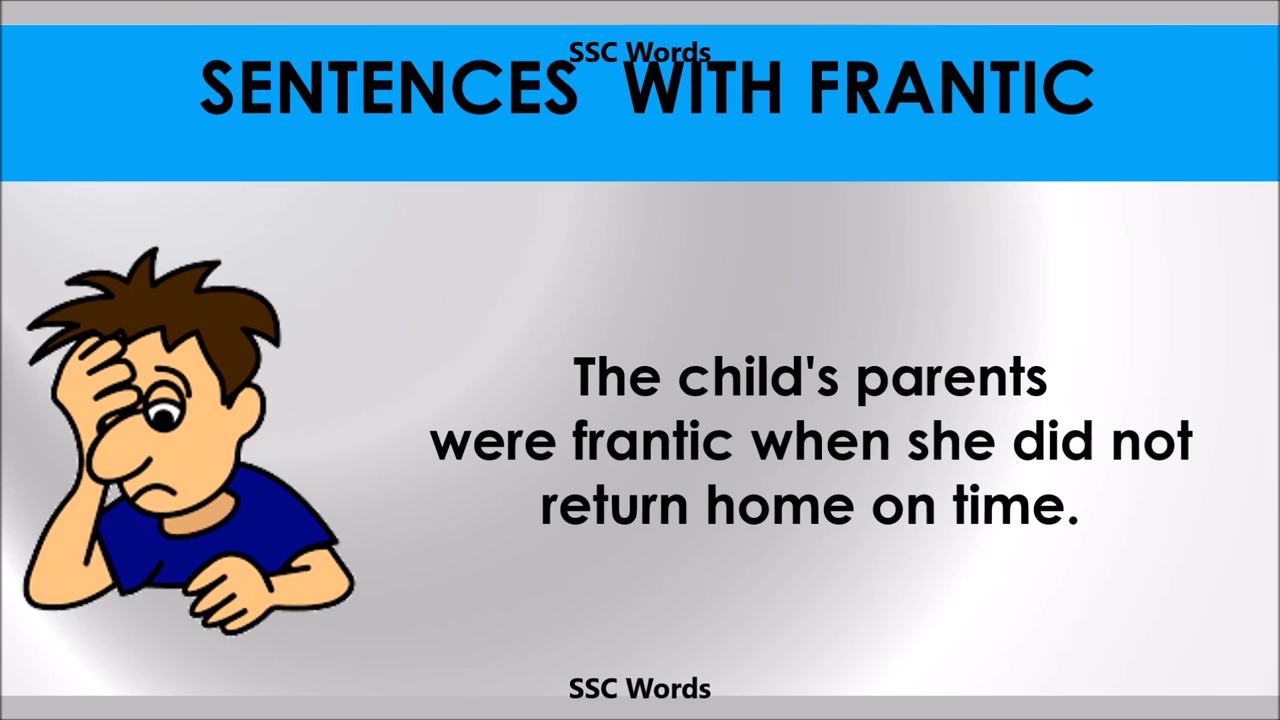 SSC Words
SENTENCES WITH FRANTIC
The child's parents
were frantic when she did not
return home on time.
SSC Words